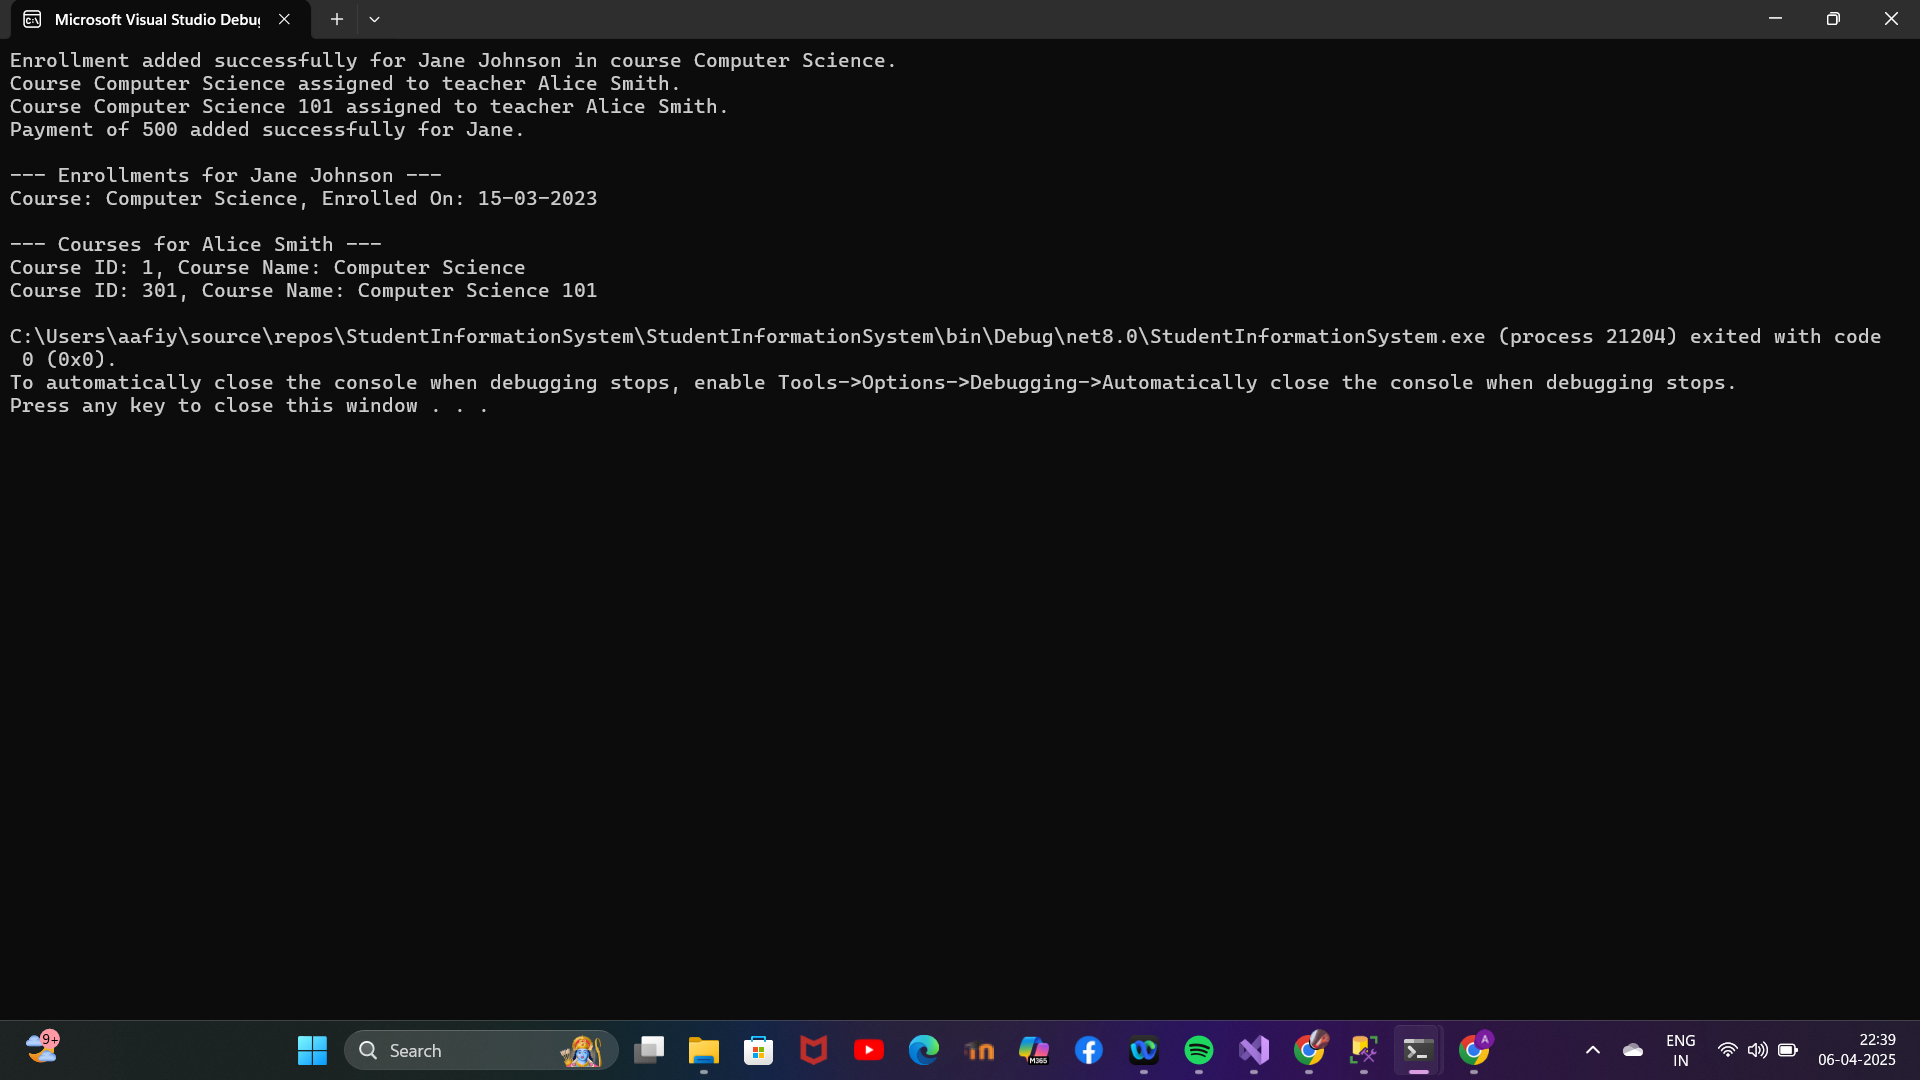 Microsoft Visual Studio Debug
Enrollment added successfully for Jane Johnson in course Computer Science.
Course Computer Science assigned to teacher Alice Smith.
Course Computer Science 101 assigned to teacher Alice Smith.
Payment of 500 added successfully for Jane.
--- Enrollments for Jane Johnson ---
Course: Computer Science, Enrolled On: 15-03-2023
--- Courses for Alice Smith ---
Course ID: 1, Course Name: Computer Science
Course ID: 301, Course Name: Computer Science 101
C:\Users\aafiy\source\repos\StudentInformationSystem\StudentInformationSystem\bin\Debug\net8.0\StudentInformationSystem.exe (process 21204) exited with code
0 (0x0).
To automatically close the console when debugging stops, enable Tools->Options->Debugging->Automatically close the console when debugging stops.
Press any key to close this window . . .
9+
Search
M365
A
ENG
IN
22:39
06-04-2025